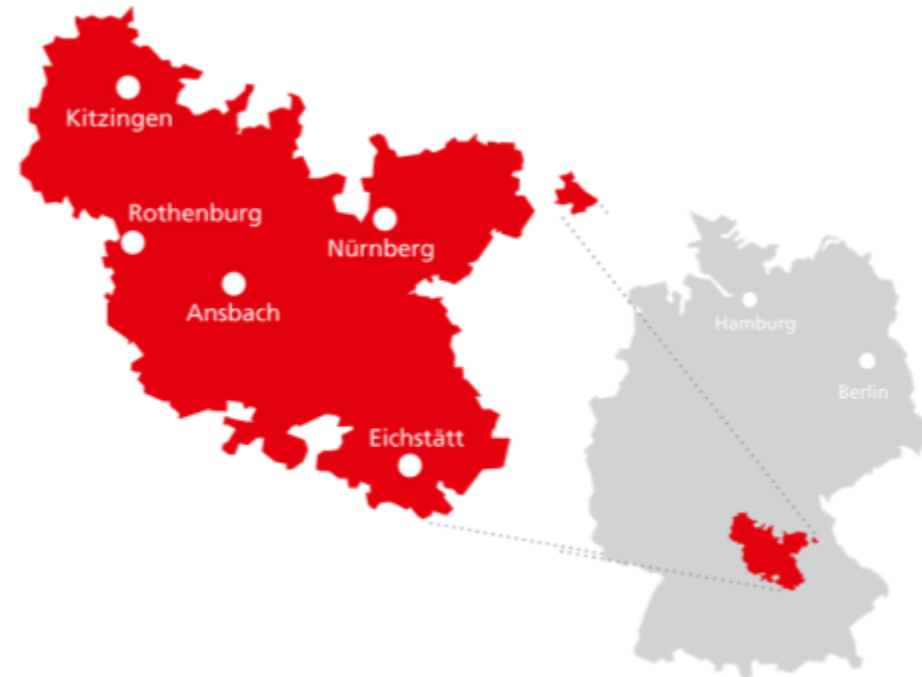 Kitzingen
Rothenburg
Nürnberg
Ansbach
Hamburg
Berlin
Eichstätt